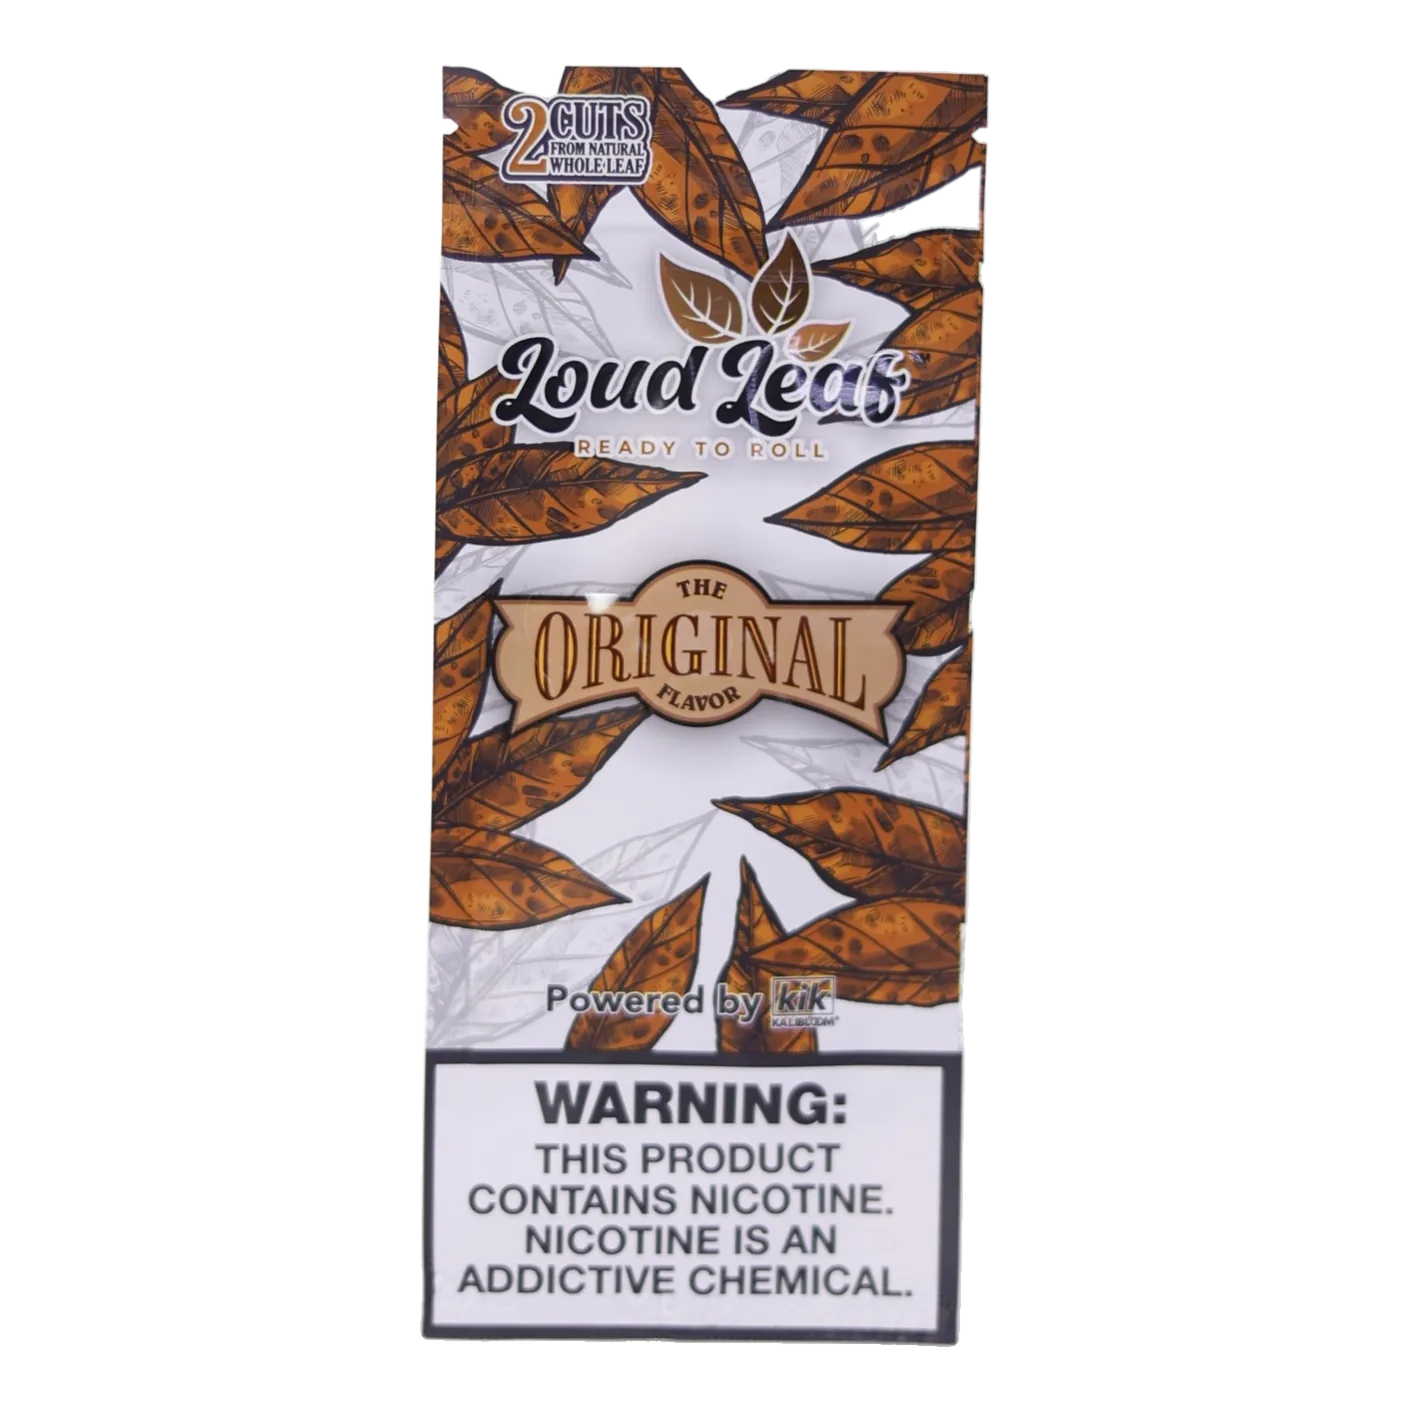 2 CUTS
FROM NATURAL
WHOLE LEAF
Loud Leaf™
READY TO ROLL
THE
ORIGINAL
FLAVOR
Powered by kik
KALIBLOOM®
WARNING:
THIS PRODUCT
CONTAINS NICOTINE.
NICOTINE IS AN
ADDICTIVE CHEMICAL.